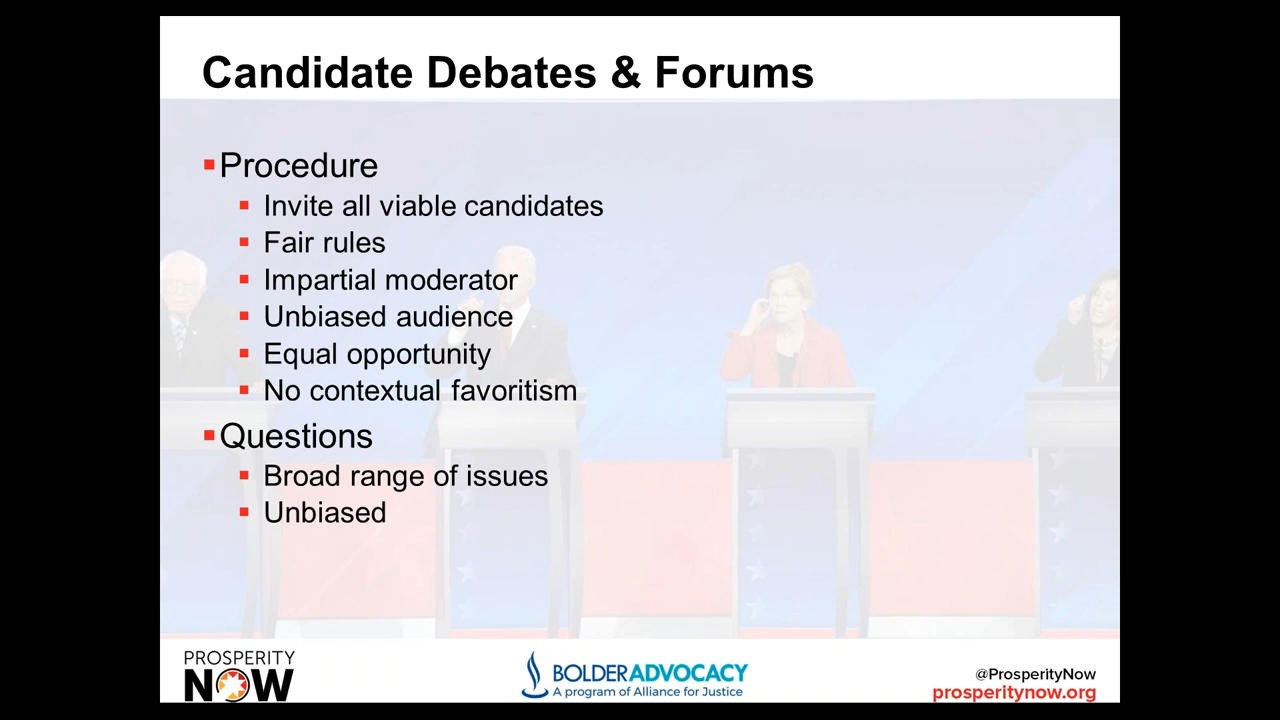 Candidate Debates & Forums
Procedure
Invite all viable candidates
Fair rules
Impartial moderator
Unbiased audience
Equal opportunity
No contextual favoritism
Questions
Broad range of issues
Unbiased
PROSPERITY
NOW
BOLDERADVOCACY
A program of Alliance for Justice
@ProsperityNow
prosperitynow.org